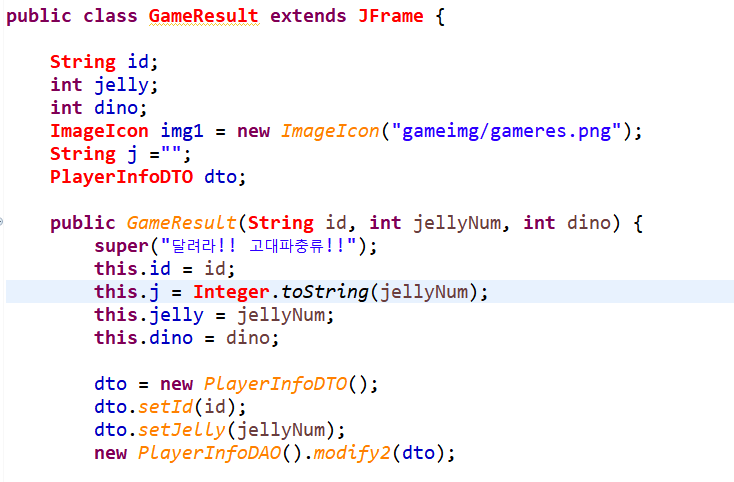 public class GameResult extends JFrame {
String id;
int jelly;
int dino;
ImageIcon img1 = new ImageIcon("gameimg/gameres.png");
String j ="";
PlayerInfoDTO dto;
public GameResult(String id, int jellyNum, int dino) {
super("달려라!! 고대파충류!!");
this.id = id;
this.j = Integer.toString(jellyNum);
this.jelly = jellyNum;
this.dino = dino;
dto = new PlayerInfoDTO();
dto.setId(id);
dto.setJelly(jellyNum);
new PlayerInfoDAO().modify2(dto);